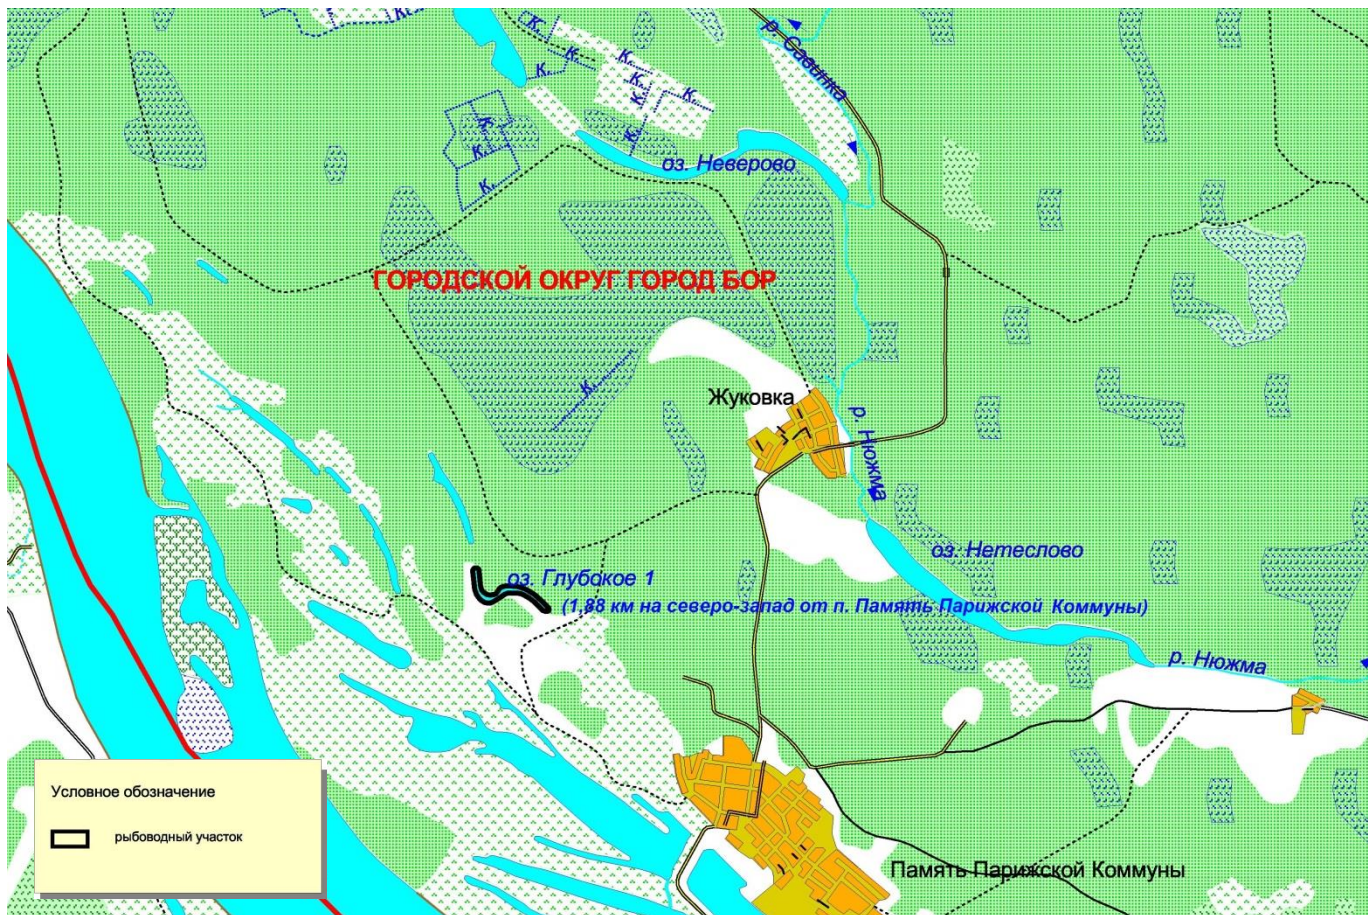 К.
К.
К.
К.
К.
К.
р. Савинка
К.
К.
К.
К.
К.
оз. Неверово
ГОРОДСКОЙ ОКРУГ ГОРОД БОР
К.
Жуковка
р. Нюжма
оз. Нетеслово
оз. Глубокое 1
(1,88 км на северо-запад от п. Память Парижской Коммуны)
р. Нюжма
Условное обозначение
рыбоводный участок
Память Парижской Коммуны